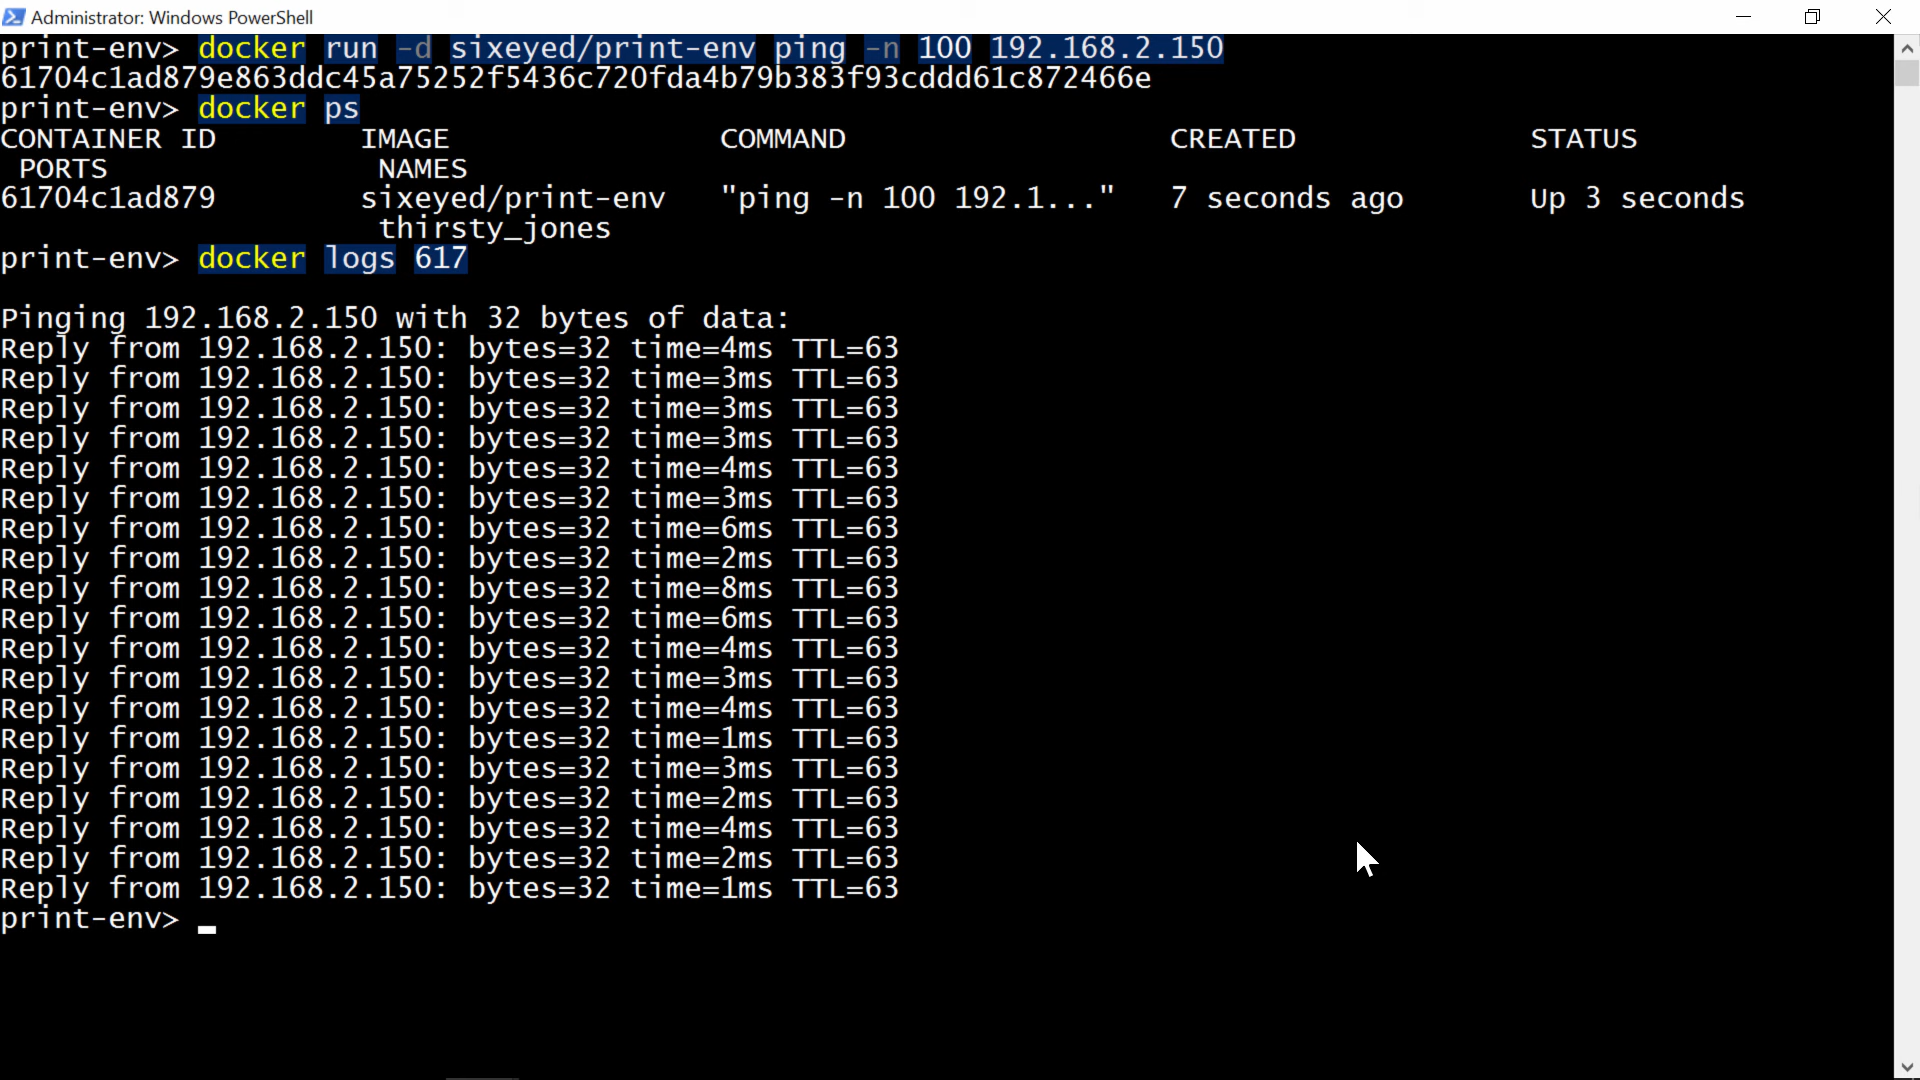 Administrator: Windows PowerShell
print-env> docker run -d sixeyed/print-env ping -n 100 192.168.2.150
61704c1ad879e863ddc45a75252f5436c720fda4b79b383f93cddd61c872466e
print-env> docker ps
CONTAINER ID        IMAGE               COMMAND                  CREATED             STATUS
 PORTS               NAMES
61704c1ad879        sixeyed/print-env   "ping -n 100 192.1..."   7 seconds ago       Up 3 seconds
                     thirsty_jones
print-env> docker logs 617
Pinging 192.168.2.150 with 32 bytes of data:
Reply from 192.168.2.150: bytes=32 time=4ms TTL=63
Reply from 192.168.2.150: bytes=32 time=3ms TTL=63
Reply from 192.168.2.150: bytes=32 time=3ms TTL=63
Reply from 192.168.2.150: bytes=32 time=3ms TTL=63
Reply from 192.168.2.150: bytes=32 time=4ms TTL=63
Reply from 192.168.2.150: bytes=32 time=3ms TTL=63
Reply from 192.168.2.150: bytes=32 time=6ms TTL=63
Reply from 192.168.2.150: bytes=32 time=2ms TTL=63
Reply from 192.168.2.150: bytes=32 time=8ms TTL=63
Reply from 192.168.2.150: bytes=32 time=6ms TTL=63
Reply from 192.168.2.150: bytes=32 time=4ms TTL=63
Reply from 192.168.2.150: bytes=32 time=3ms TTL=63
Reply from 192.168.2.150: bytes=32 time=4ms TTL=63
Reply from 192.168.2.150: bytes=32 time=1ms TTL=63
Reply from 192.168.2.150: bytes=32 time=3ms TTL=63
Reply from 192.168.2.150: bytes=32 time=2ms TTL=63
Reply from 192.168.2.150: bytes=32 time=4ms TTL=63
Reply from 192.168.2.150: bytes=32 time=2ms TTL=63
Reply from 192.168.2.150: bytes=32 time=1ms TTL=63
print-env>